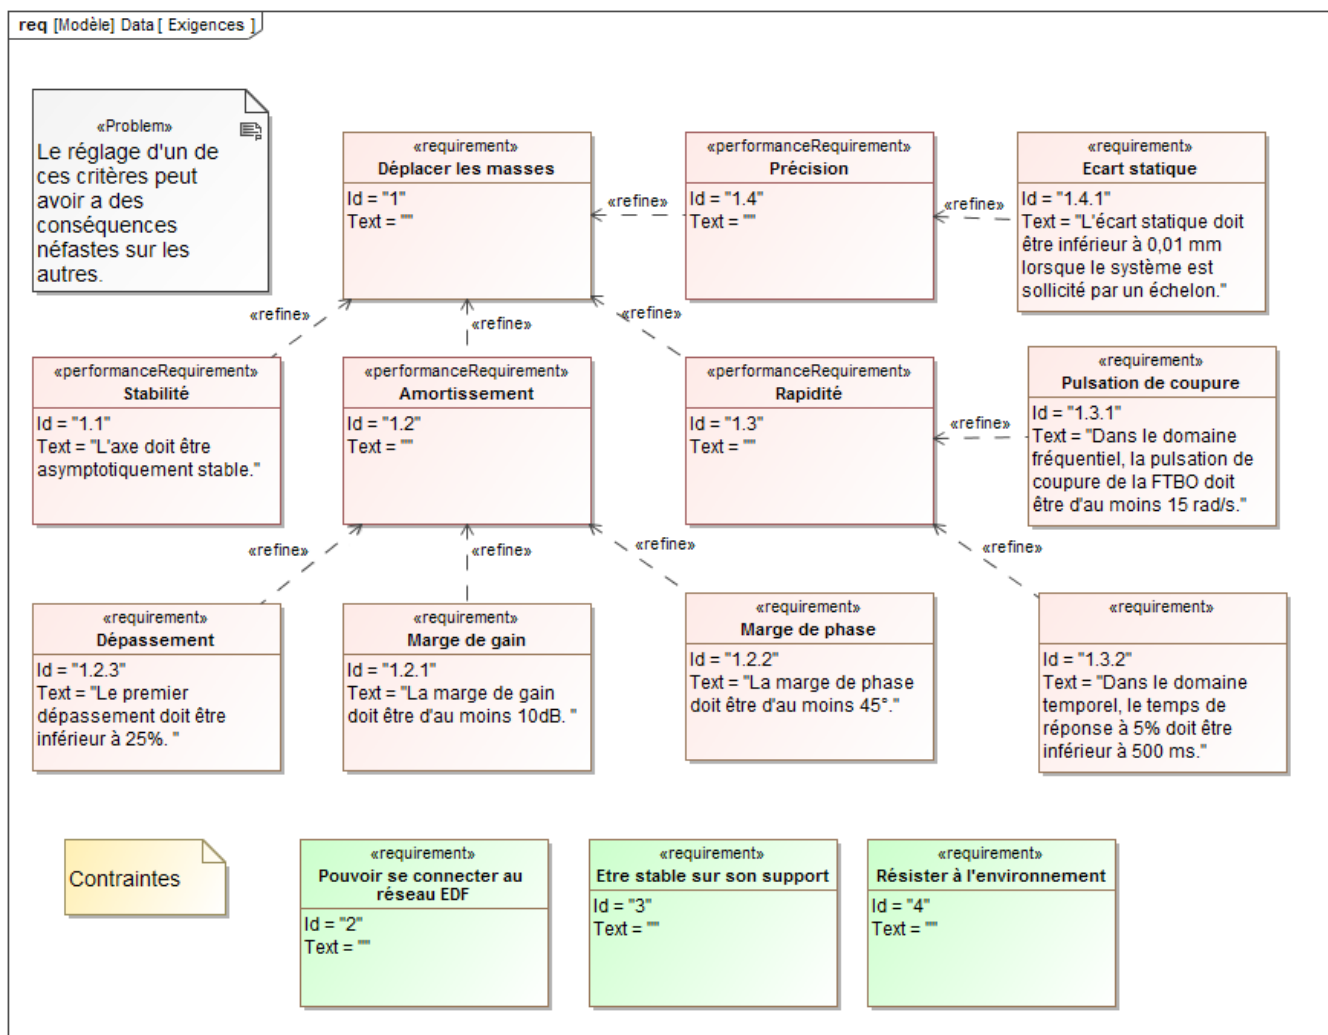 req [Modèle] Data [ Exigences ]
«Problem»
Le réglage d'un de
ces critères peut
avoir a des
conséquences
néfastes sur les
autres.
«requirement»
Déplacer les masses
Id = "1"
Text = ""
«refine»
«performanceRequirement»
Précision
Id = "1.4"
Text = ""
«refine»
«requirement»
Ecart statique
Id = "1.4.1"
Text = "L'écart statique doit
être inférieur à 0,01 mm
lorsque le système est
sollicité par un échelon."
«refine»
«refine»
«refine»
«performanceRequirement»
Stabilité
Id = "1.1"
Text = "L'axe doit être
asymptotiquement stable."
«performanceRequirement»
Amortissement
Id = "1.2"
Text = ""
«performanceRequirement»
Rapidité
Id = "1.3"
Text = ""
«refine»
«requirement»
Pulsation de coupure
Id = "1.3.1"
Text = "Dans le domaine
fréquentiel, la pulsation de
coupure de la FTBO doit
être d'au moins 15 rad/s."
«refine»
«refine»
«refine»
«refine»
«requirement»
Dépassement
Id = "1.2.3"
Text = "Le premier
dépassement doit être
inférieur à 25%. "
«requirement»
Marge de gain
Id = "1.2.1"
Text = "La marge de gain
doit être d'au moins 10dB. "
«requirement»
Marge de phase
Id = "1.2.2"
Text = "La marge de phase
doit être d'au moins 45°."
«requirement»
Id = "1.3.2"
Text = "Dans le domaine
temporel, le temps de
réponse à 5% doit être
inférieur à 500 ms."
Contraintes
«requirement»
Pouvoir se connecter au
réseau EDF
Id = "2"
Text = ""
«requirement»
Etre stable sur son support
Id = "3"
Text = ""
«requirement»
Résister à l'environnement
Id = "4"
Text = ""